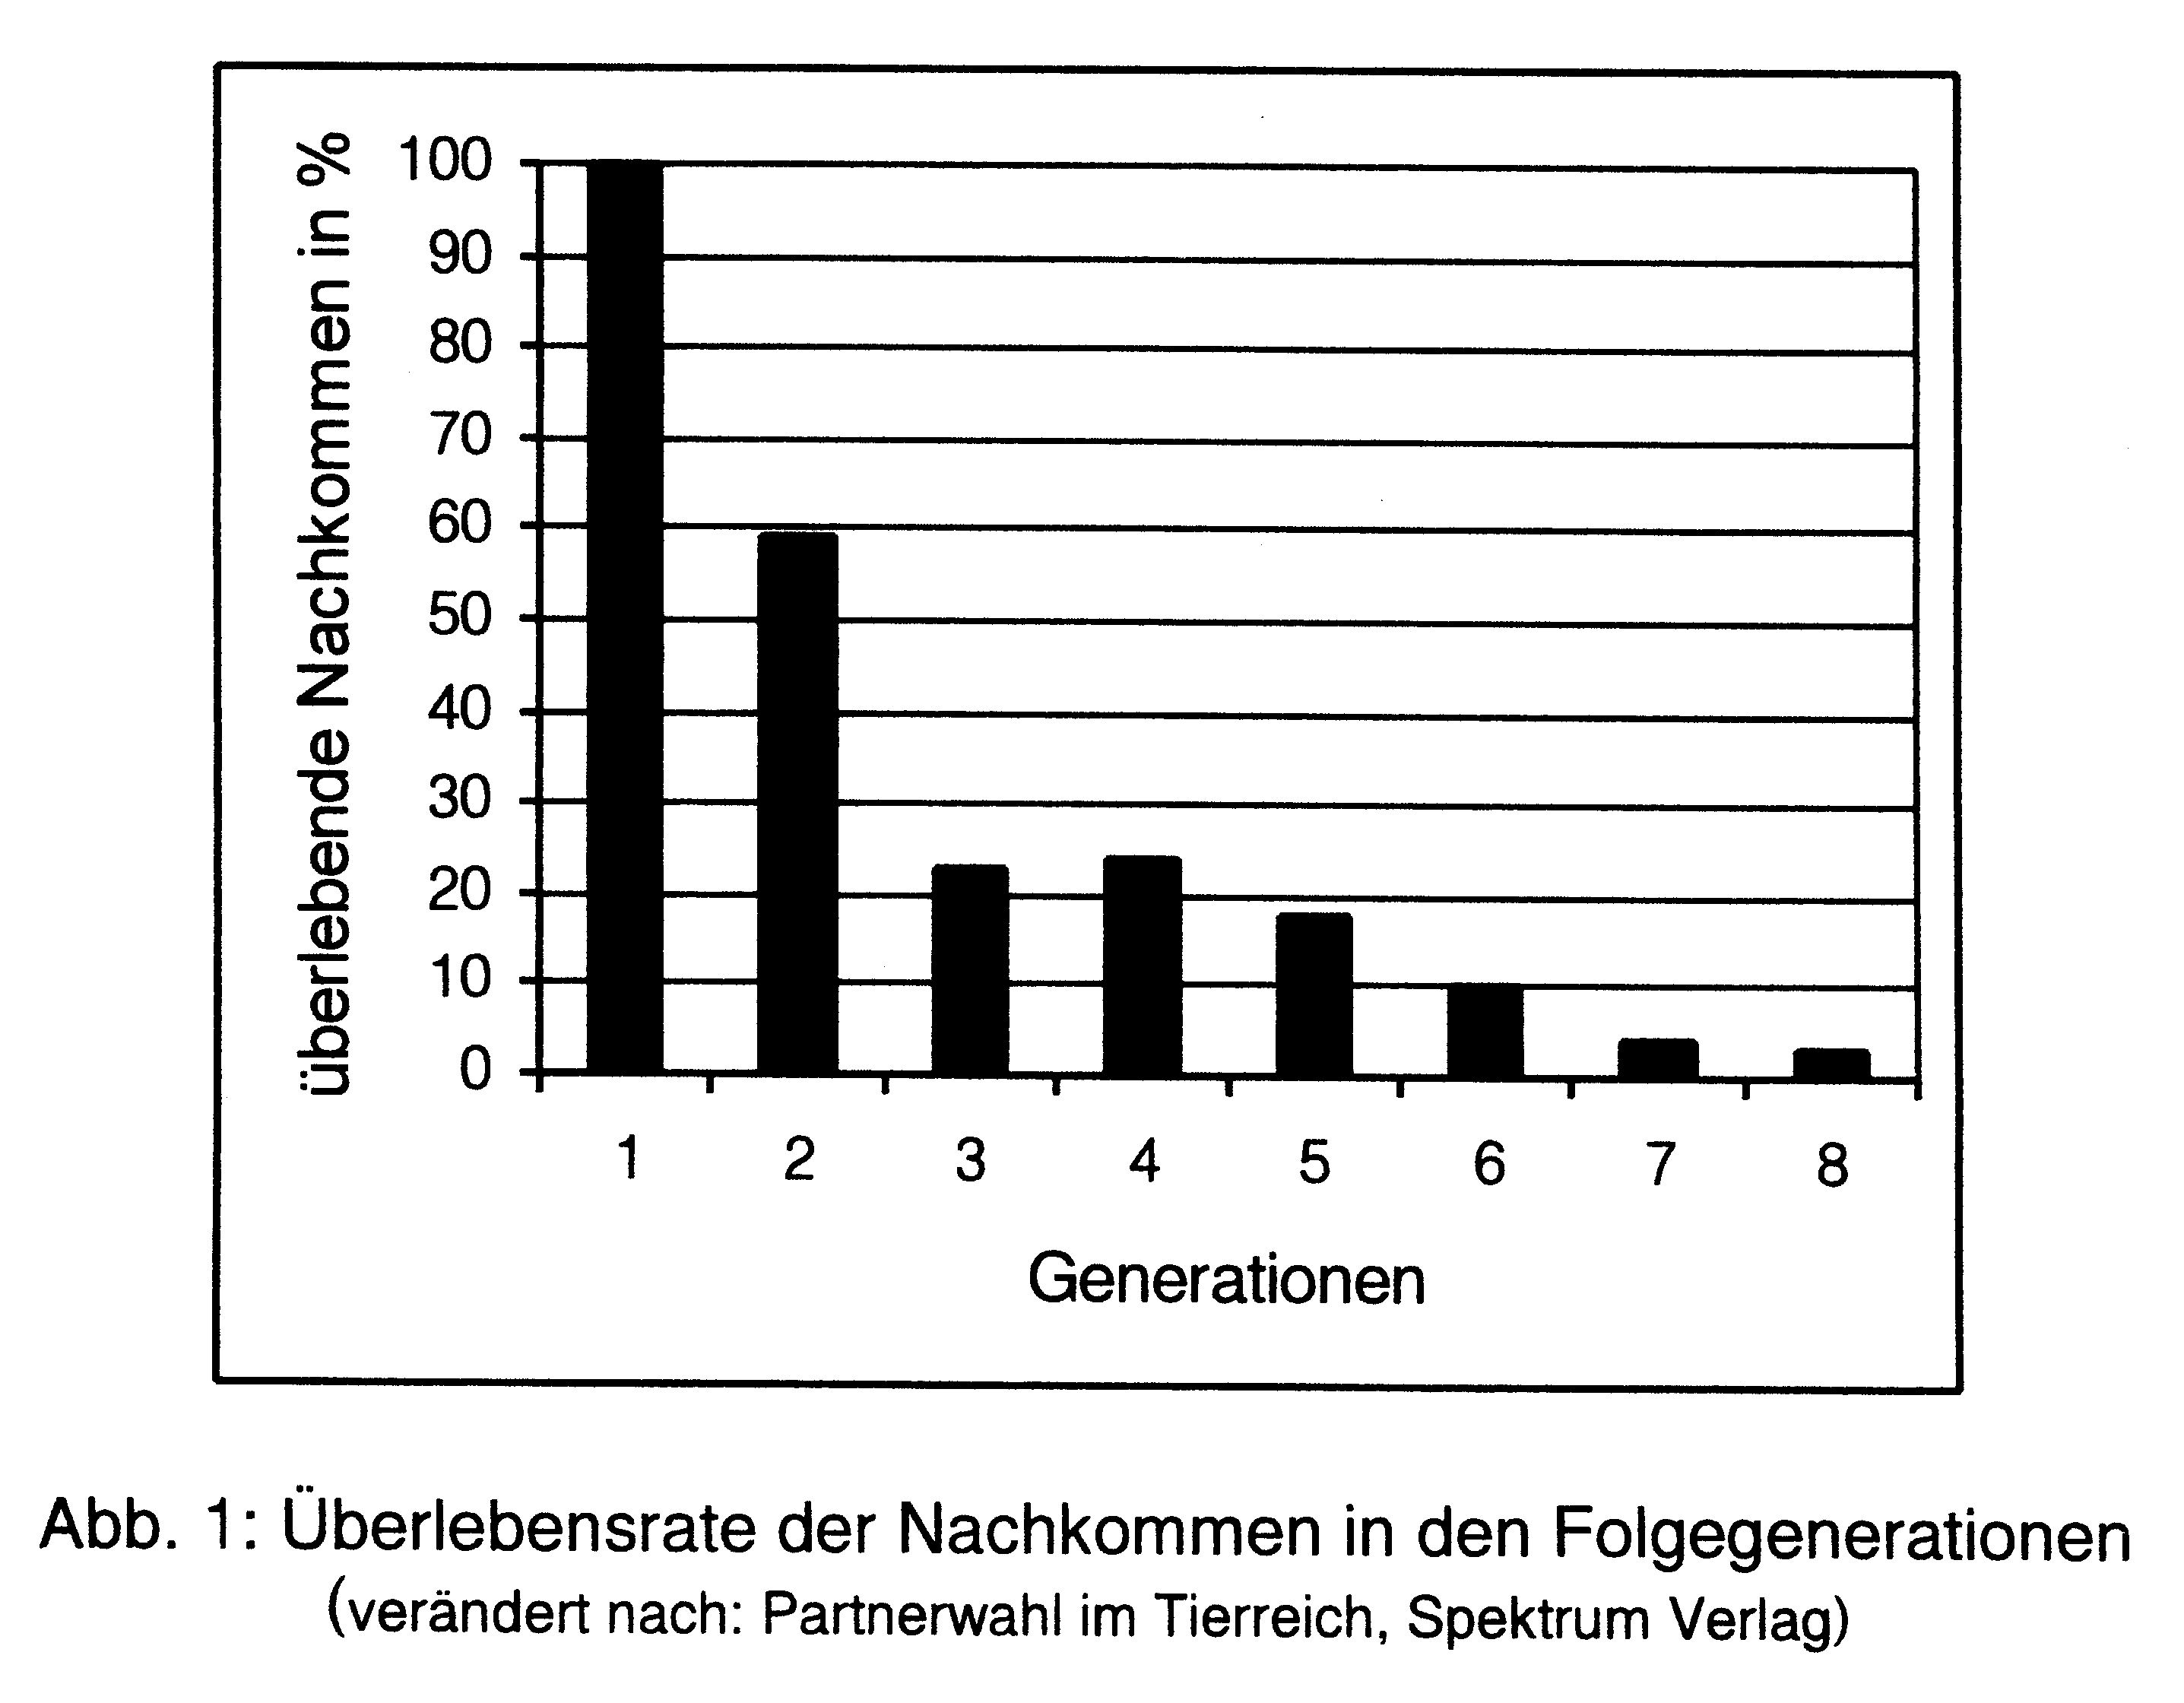 überlebende Nachkommen in %
100
90
80
70
60
50
40
30
20
10
0
1 2 3 4 5 6 7 8
Generationen
Abb. 1: Überlebensrate der Nachkommen in den Folgegenerationen
(verändert nach: Partnerwahl im Tierreich, Spektrum Verlag)